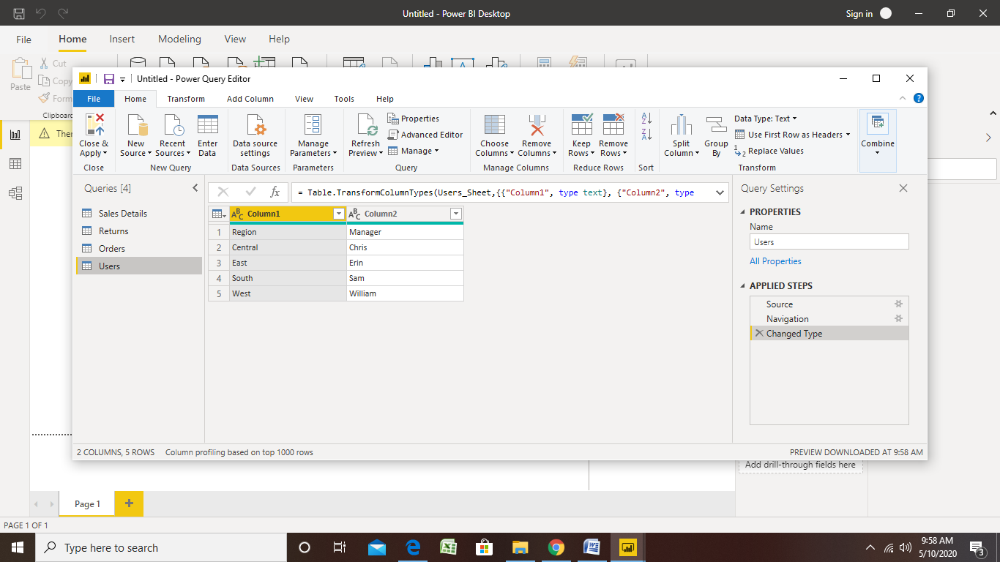 Untitled - Power BI Desktop
Sign in
File Home Insert Modeling View Help
Cut
Paste
Copy
Form
Clipboard
Ther
Untitled - Power Query Editor
File Home Transform Add Column View Tools Help
Close & Apply
New Source
Recent Sources
Enter Data
Data source settings
Manage Parameters
Refresh Preview
Properties
Advanced Editor
Manage
Choose Columns
Remove Columns
Keep Rows
Remove Rows
Split Column
Group By
Data Type: Text
Use First Row as Headers
Replace Values
Combine
Close
New Query
Data Sources
Parameters
Query
Manage Columns
Reduce Rows
Sort
Transform
Queries [4]
Sales Details
Returns
Orders
Users
fx
= Table.TransformColumnTypes(Users_Sheet,{{"Column1", type text}, {"Column2", type
Column1 Column2
1 Region Manager
2 Central Chris
3 East Erin
4 South Sam
5 West William
Query Settings
PROPERTIES
Name
Users
All Properties
APPLIED STEPS
Source
Navigation
Changed Type
2 COLUMNS, 5 ROWS Column profiling based on top 1000 rows
PREVIEW DOWNLOADED AT 9:58 AM
Add drill-through fields here
Page 1
PAGE 1 OF 1
Type here to search
9:58 AM
5/10/2020
3